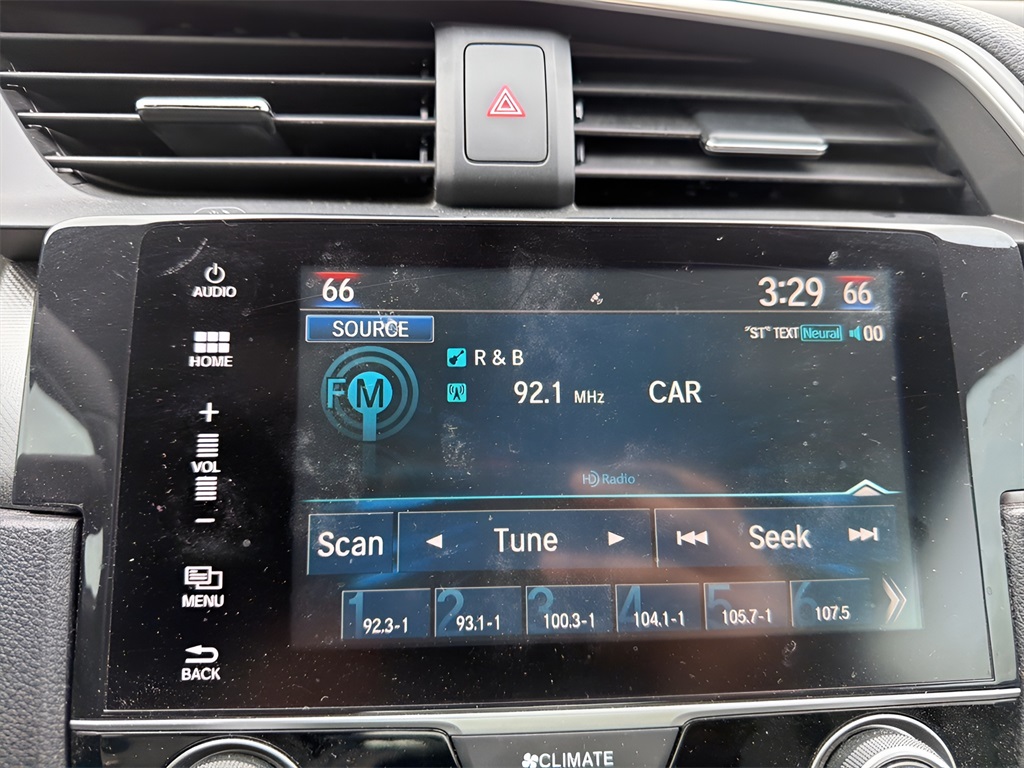 AUDIO
66
3:29 66
SOURCE
"ST" TEXT Neural 00
HOME
R & B
FM
92.1 MHz CAR
+
VOL
-
HD Radio
Scan Tune Seek
MENU
1 92.3-1 2 93.1-1 3 100.3-1 4 104.1-1 5 105.7-1 6 107.5
BACK
CLIMATE